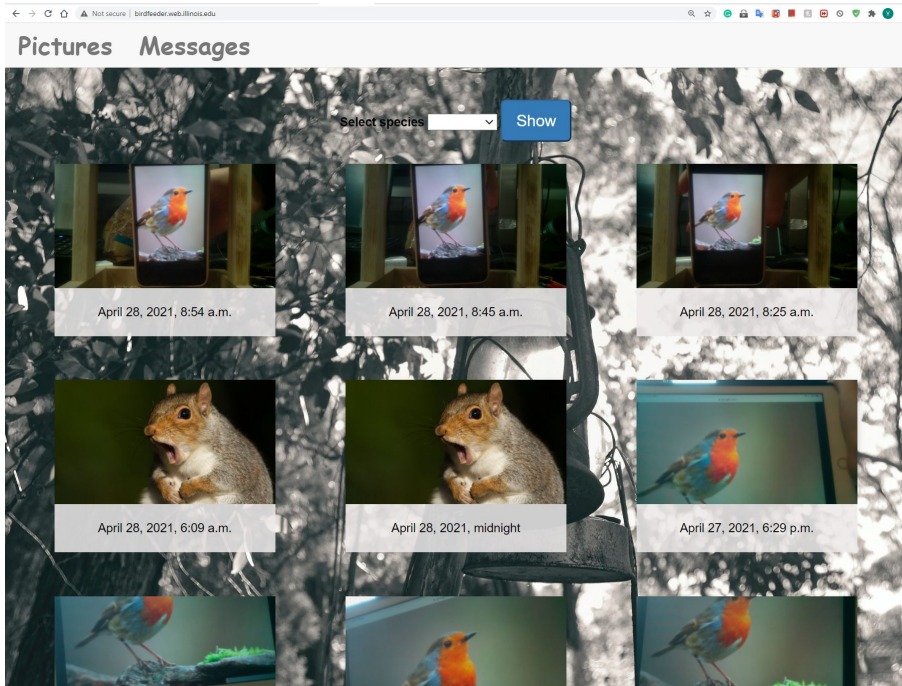 Not secure | birdfeeder.web.illinois.edu
Pictures Messages
Select species Show
April 28, 2021, 8:54 a.m. April 28, 2021, 8:45 a.m. April 28, 2021, 8:25 a.m.
April 28, 2021, 6:09 a.m. April 28, 2021, midnight April 27, 2021, 6:29 p.m.